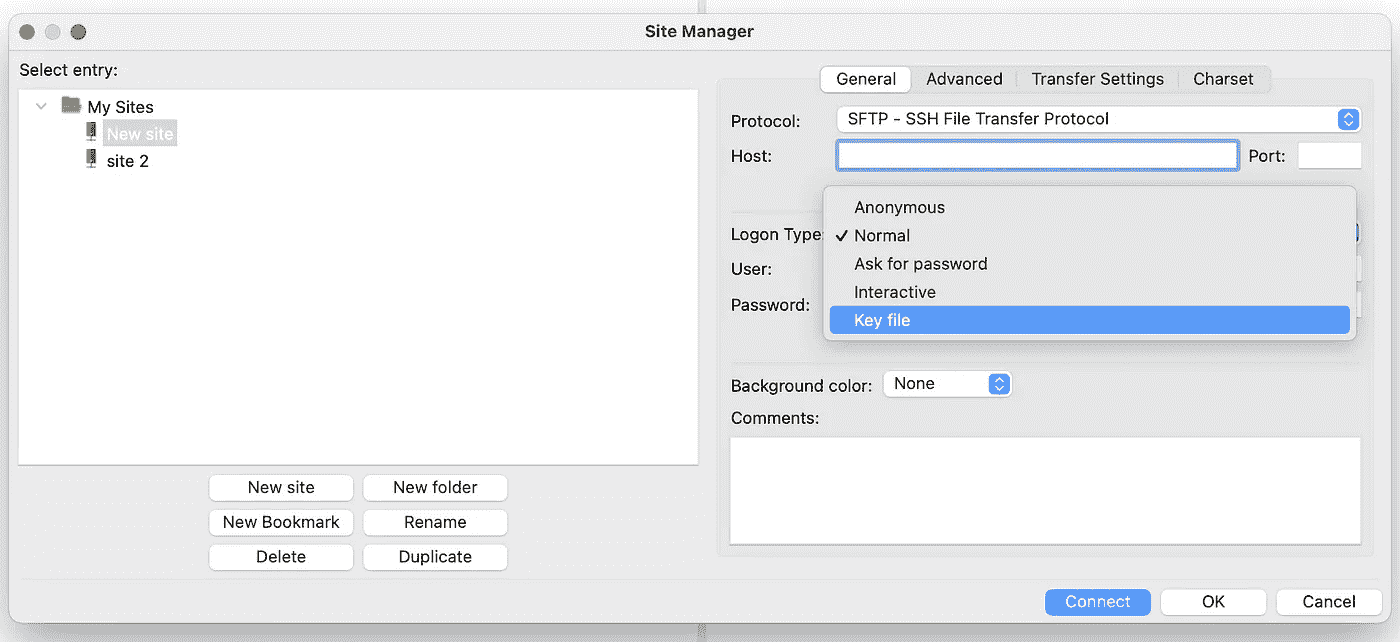 Site Manager
Select entry:
My Sites
New site
site 2
New site
New folder
New Bookmark
Rename
Delete
Duplicate
General
Advanced
Transfer Settings
Charset
Protocol:
SFTP - SSH File Transfer Protocol
Host:
Port:
Logon Type:
Anonymous
✓ Normal
Ask for password
Interactive
Key file
User:
Password:
Background color:
None
Comments:
Connect
OK
Cancel